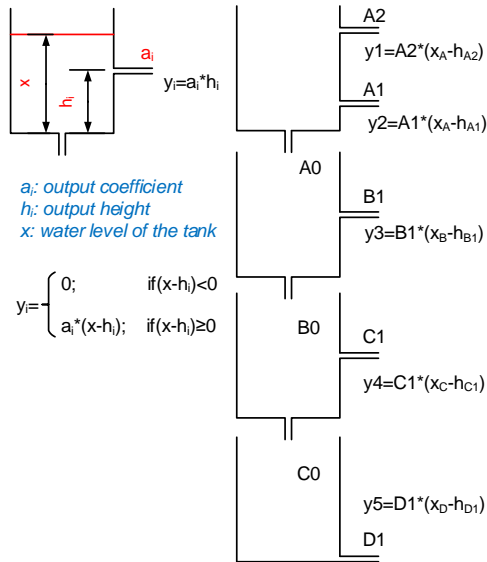 x
hᵢ
aᵢ
yᵢ=aᵢ*hᵢ
aᵢ: output coefficient
hᵢ: output height
x: water level of the tank
yᵢ=
0; if(x-hᵢ)<0
aᵢ*(x-hᵢ); if(x-hᵢ)≥0
A2
y1=A2*(x_A-h_A2)
A1
y2=A1*(x_A-h_A1)
A0
B1
y3=B1*(x_B-h_B1)
B0
C1
y4=C1*(x_C-h_C1)
C0
y5=D1*(x_D-h_D1)
D1